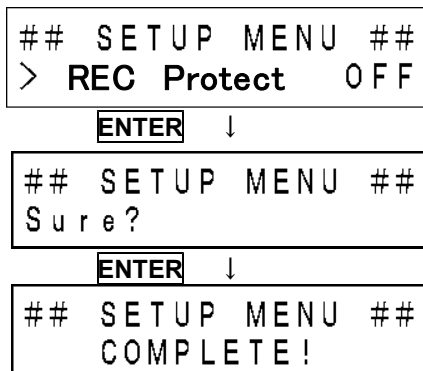 ## SETUP MENU ##
> REC Protect OFF
ENTER ↓
## SETUP MENU ##
Sure?
ENTER ↓
## SETUP MENU ##
COMPLETE!